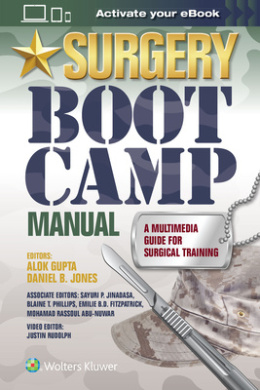 Activate your eBook
SURGERY
BOOT
CAMP
MANUAL
A MULTIMEDIA
GUIDE FOR
SURGICAL TRAINING
EDITORS:
ALOK GUPTA
DANIEL B. JONES
ASSOCIATE EDITORS: SAYURI P. JINADASA,
BLAINE T. PHILLIPS, EMILIE B.D. FITZPATRICK,
MOHAMAD RASSOUL ABU-NUWAR
VIDEO EDITOR:
JUSTIN RUDOLPH
Wolters Kluwer